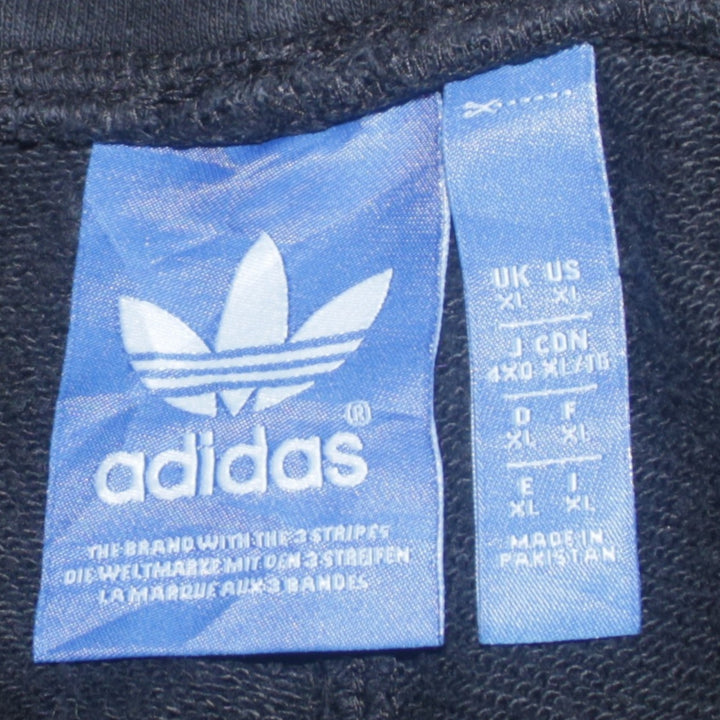 adidas®
THE BRAND WITH THE 3 STRIPES
DIE WELTMARKE MIT DEN 3 STREIFEN
LA MARQUE AUX 3 BANDES
UK US
XL XL
J CDN
4XO XL/TG
D F
XL XL
E I
XL XL
MADE IN
PAKISTAN